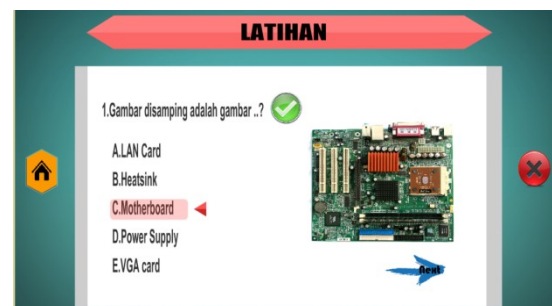 LATIHAN
1.Gambar disamping adalah gambar ..?
A.LAN Card
B.Heatsink
C.Motherboard
D.Power Supply
E.VGA card
Next